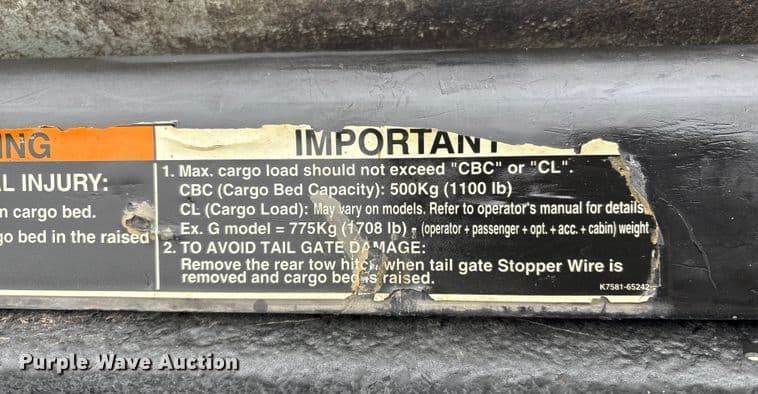 ING
L INJURY:
n cargo bed.
go bed in the raised
IMPORTANT
1. Max. cargo load should not exceed "CBC" or "CL".
CBC (Cargo Bed Capacity): 500Kg (1100 lb)
CL (Cargo Load): May vary on models. Refer to operator's manual for details
Ex. G model = 775Kg (1708 lb) - (operator + passenger + opt. + acc. + cabin) weight
2. TO AVOID TAIL GATE DAMAGE:
Remove the rear tow hitch when tail gate Stopper Wire is
removed and cargo bed is raised.
K7581-65242
Purple Wave Auction